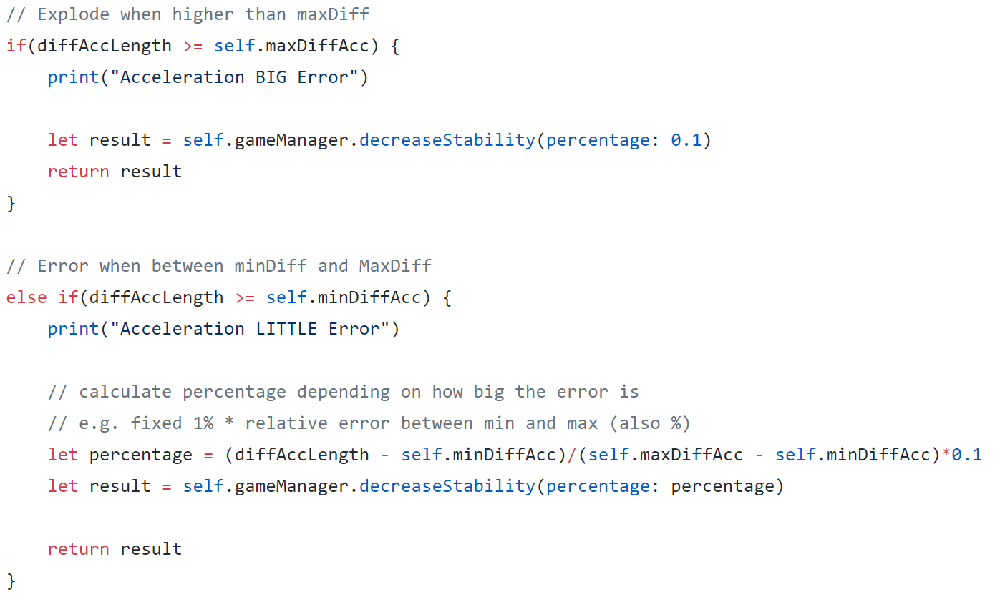 // Explode when higher than maxDiff
if(diffAccLength >= self.maxDiffAcc) {
    print("Acceleration BIG Error")

    let result = self.gameManager.decreaseStability(percentage: 0.1)
    return result
}

// Error when between minDiff and MaxDiff
else if(diffAccLength >= self.minDiffAcc) {
    print("Acceleration LITTLE Error")

    // calculate percentage depending on how big the error is
    // e.g. fixed 1% * relative error between min and max (also %)
    let percentage = (diffAccLength - self.minDiffAcc)/(self.maxDiffAcc - self.minDiffAcc)*0.1
    let result = self.gameManager.decreaseStability(percentage: percentage)

    return result
}